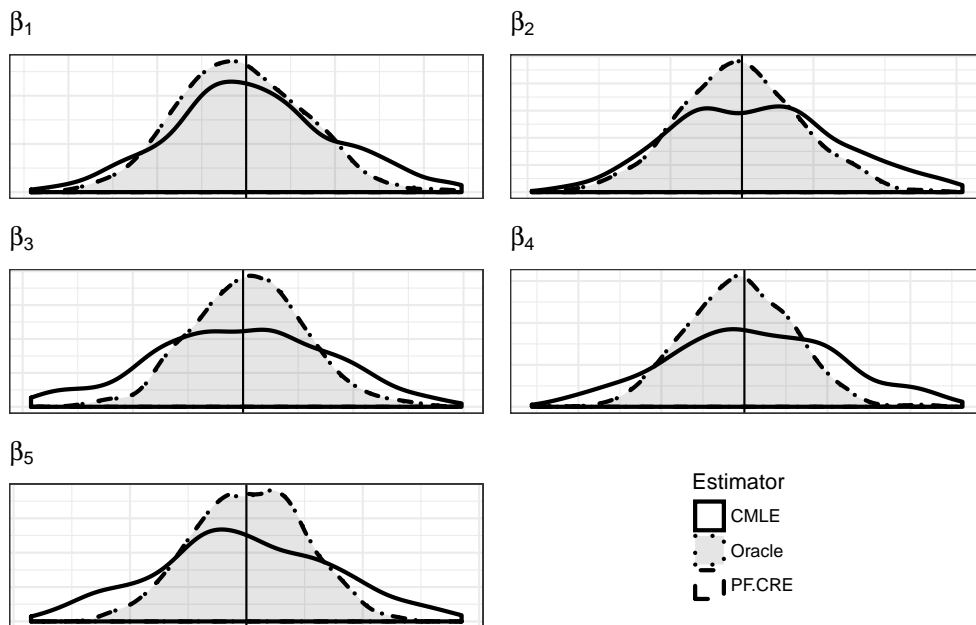 β1
β2
β3
β4
β5
Estimator
CMLE
Oracle
PF.CRE